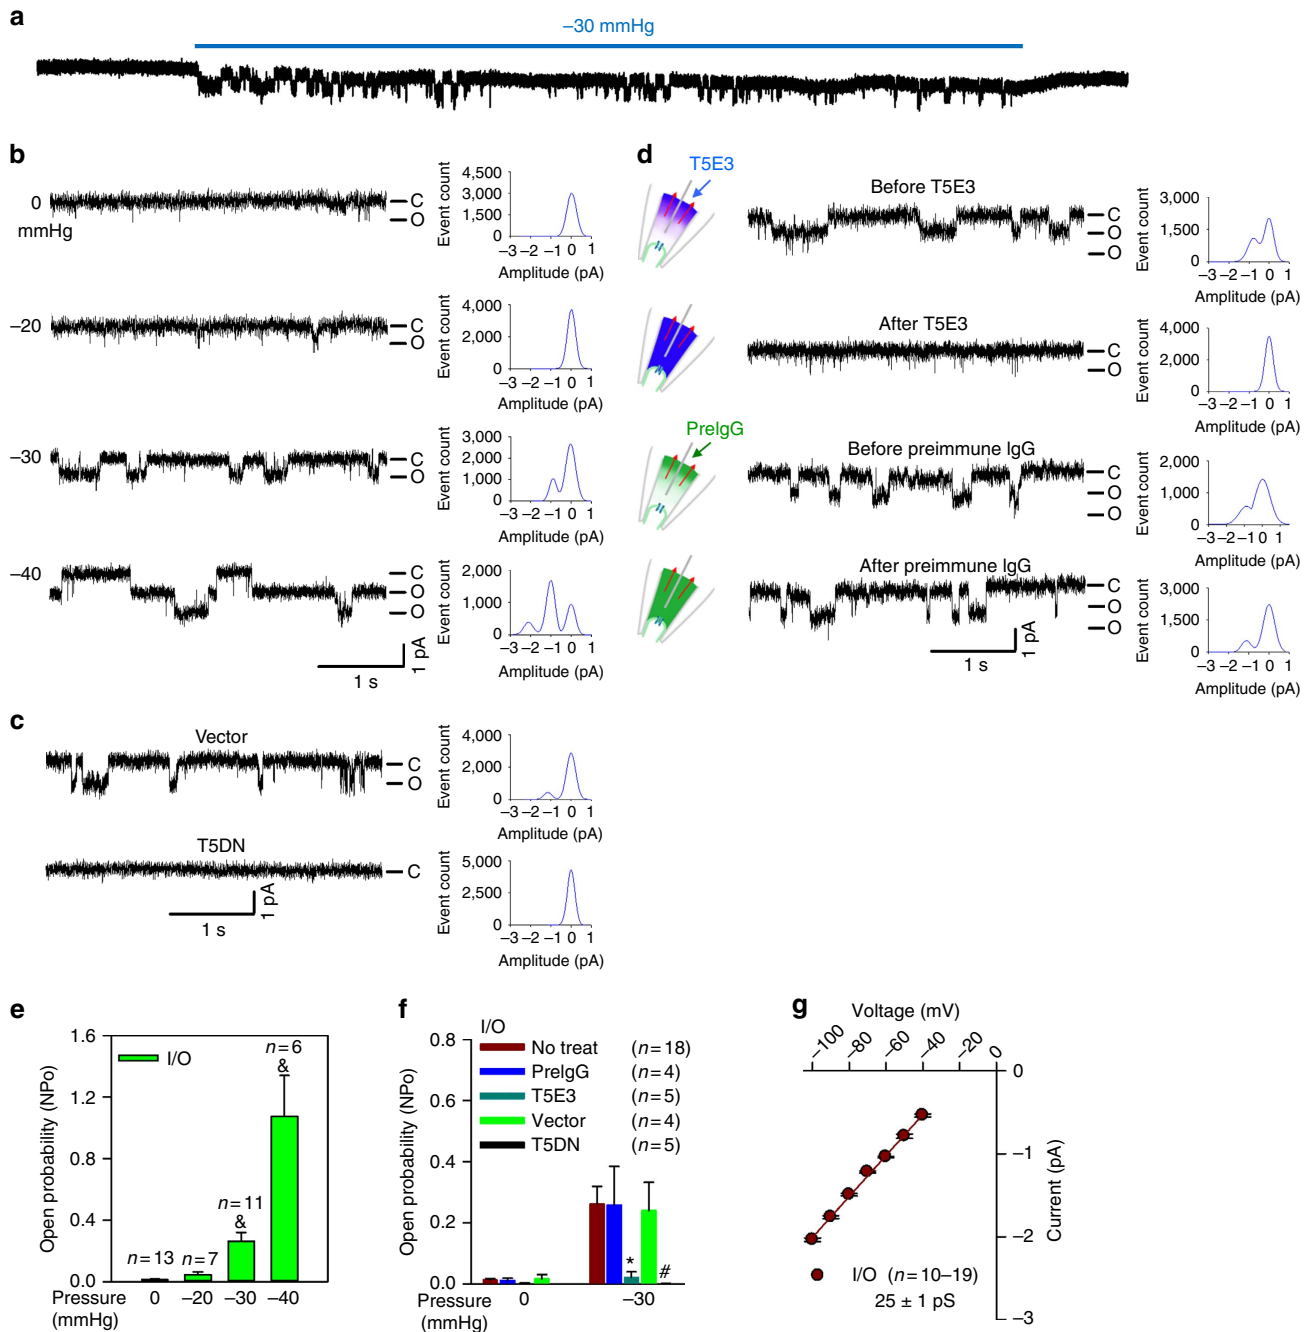 a
−30 mmHg
b
0
mmHg
C
O
Event count
4,500
3,000
1,500
0
−3 −2 −1 0 1
Amplitude (pA)
−20
C
O
Event count
4,000
2,000
0
−3 −2 −1 0 1
Amplitude (pA)
−30
C
O
Event count
3,000
2,000
1,000
0
−3 −2 −1 0 1
Amplitude (pA)
−40
C
O
O
Event count
2,000
1,000
0
−3 −2 −1 0 1
Amplitude (pA)
1 pA
1 s
c
Vector
C
O
Event count
4,000
2,000
0
−3 −2 −1 0 1
Amplitude (pA)
T5DN
C
Event count
5,000
2,500
0
−3 −2 −1 0 1
Amplitude (pA)
1 pA
1 s
d
T5E3
Before T5E3
C
O
O
Event count
3,000
1,500
0
−3 −2 −1 0 1
Amplitude (pA)
After T5E3
C
O
Event count
4,000
2,000
0
−3 −2 −1 0 1
Amplitude (pA)
PreIgG
Before preimmune IgG
C
O
O
Event count
2,000
1,000
0
−3 −2 −1 0 1
Amplitude (pA)
After preimmune IgG
C
O
O
Event count
3,000
1,500
0
−3 −2 −1 0 1
Amplitude (pA)
1 pA
1 s
e
Open probability (NPo)
1.6
1.2
0.8
0.4
0.0
I/O
n=13
n=7
n=11
&
n=6
&
Pressure
(mmHg)
0 −20 −30 −40
f
Open probability (NPo)
0.8
0.6
0.4
0.2
0.0
I/O
No treat (n=18)
PreIgG (n=4)
T5E3 (n=5)
Vector (n=4)
T5DN (n=5)
*
#
Pressure
(mmHg)
0 −30
g
Voltage (mV)
−100 −80 −60 −40 −20 0
0
−1
−2
−3
Current (pA)
I/O (n=10–19)
25 ± 1 pS